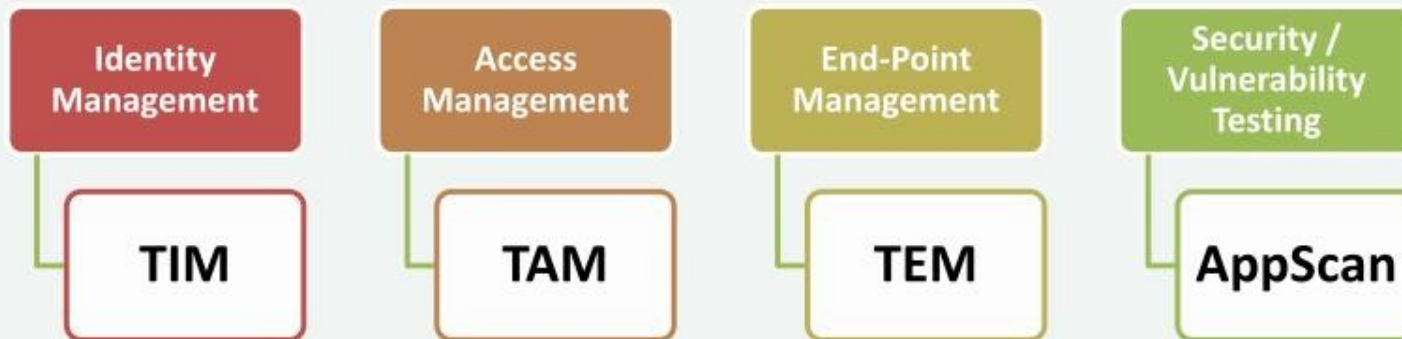 Identity
Management
Access
Management
End-Point
Management
Security /
Vulnerability
Testing
TIM
TAM
TEM
AppScan